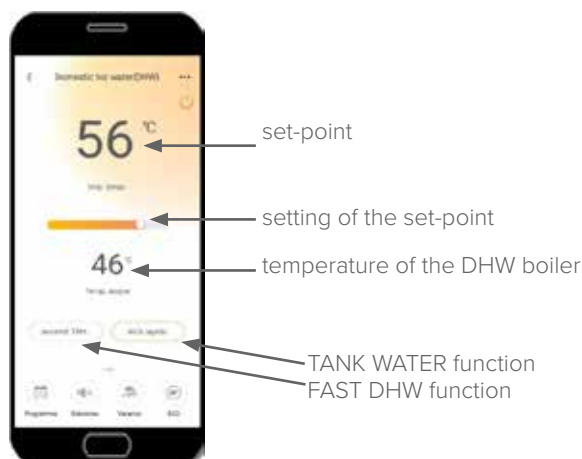 Domestic hot water(DHW)
56 °C
set-point
setting of the set-point
46°
temperature of the DHW boiler
TANK WATER function
FAST DHW function
ECO